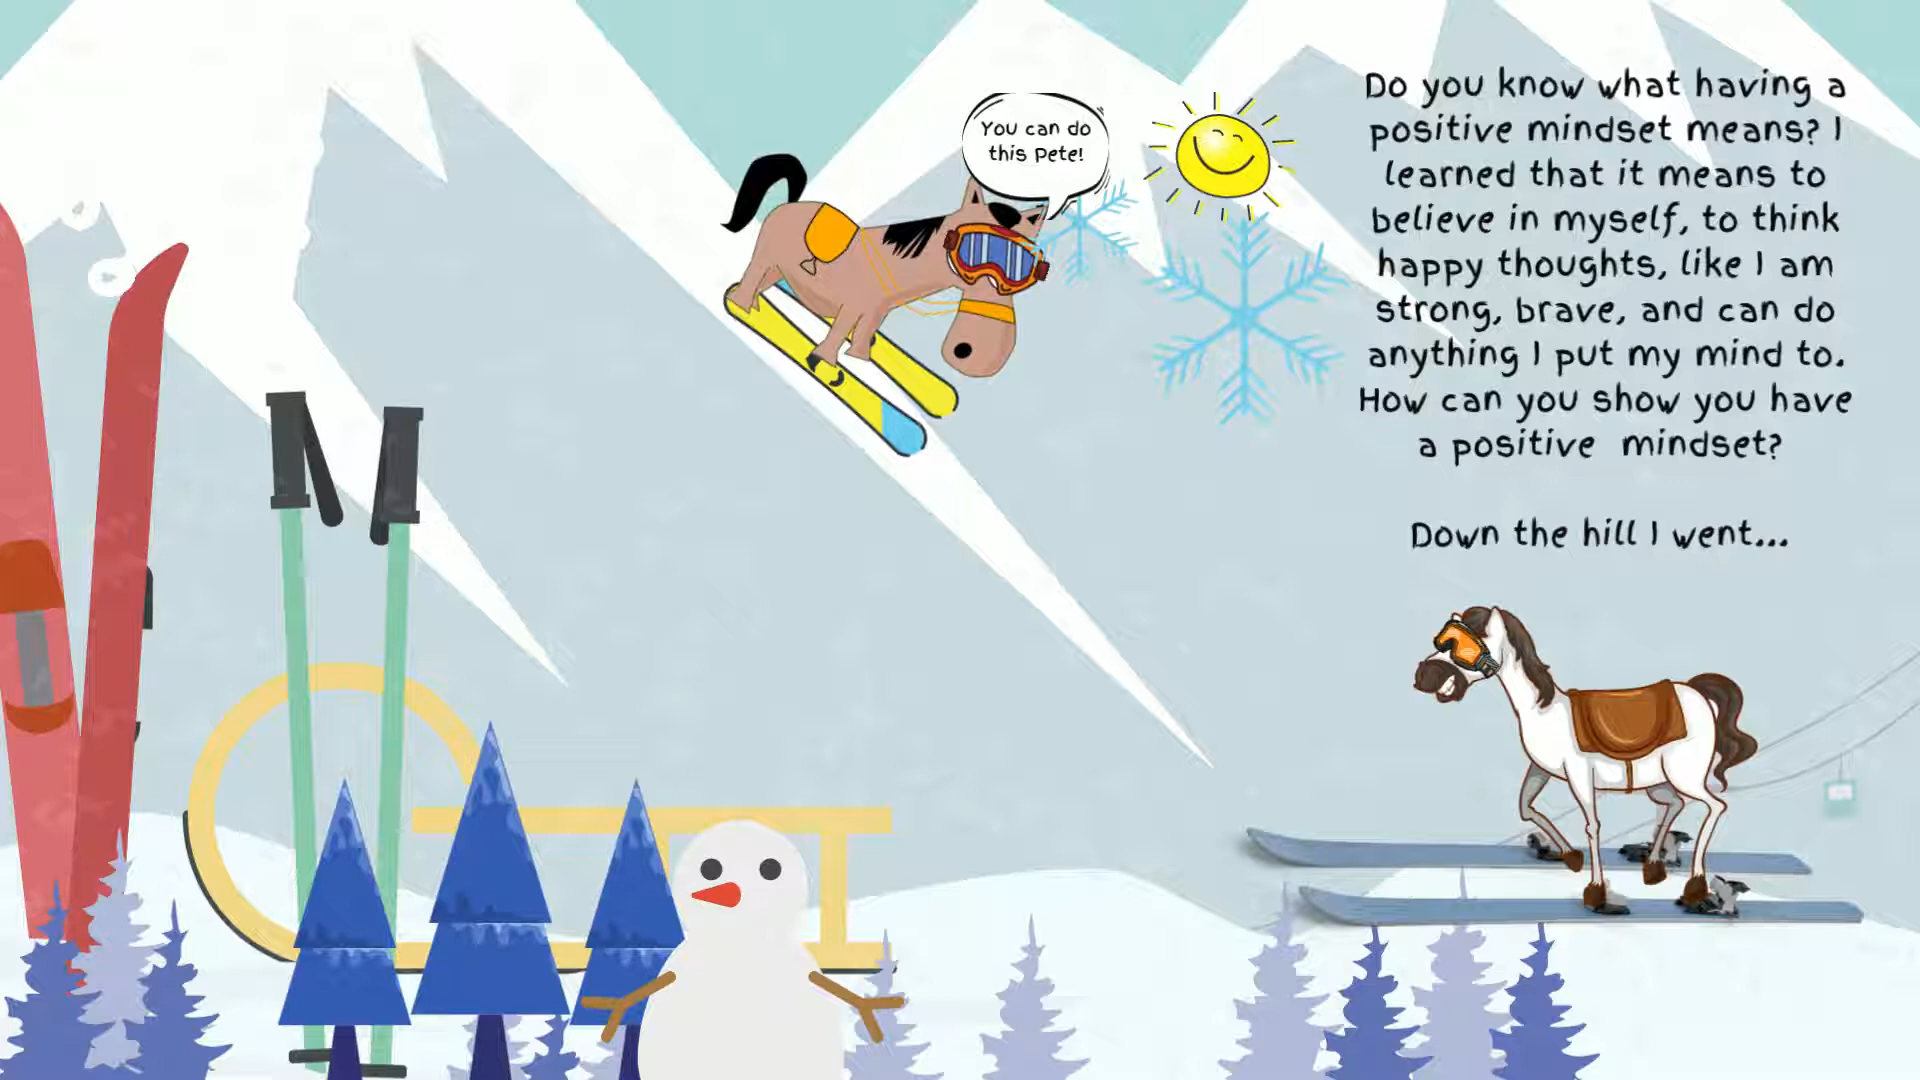 You can do
this Pete!
Do you know what having a
positive mindset means? I
learned that it means to
believe in myself, to think
happy thoughts, like I am
strong, brave, and can do
anything I put my mind to.
How can you show you have
a positive mindset?
Down the hill I went...